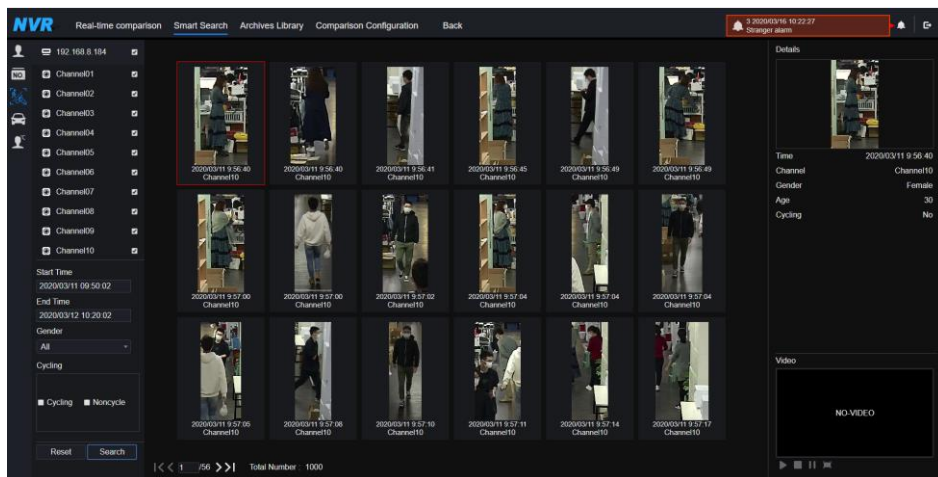 NVR Real-time comparison Smart Search Archives Library Comparison Configuration Back
3 2020/03/16 10:22:27
Stranger alarm
192.168.8.184
NO
Channel01
Channel02
Channel03
Channel04
Channel05
Channel06
Channel07
Channel08
Channel09
Channel10
Start Time
2020/03/11 09:50:02
End Time
2020/03/12 10:20:02
Gender
All
Cycling
Cycling Noncycle
Reset Search
2020/03/11 9:56:40 2020/03/11 9:56:40 2020/03/11 9:56:41 2020/03/11 9:56:45 2020/03/11 9:56:49 2020/03/11 9:56:49
Channel10 Channel10 Channel10 Channel10 Channel10 Channel10
2020/03/11 9:57:00 2020/03/11 9:57:00 2020/03/11 9:57:02 2020/03/11 9:57:04 2020/03/11 9:57:04 2020/03/11 9:57:04
Channel10 Channel10 Channel10 Channel10 Channel10 Channel10
2020/03/11 9:57:05 2020/03/11 9:57:06 2020/03/11 9:57:10 2020/03/11 9:57:11 2020/03/11 9:57:14 2020/03/11 9:57:17
Channel10 Channel10 Channel10 Channel10 Channel10 Channel10
1 /56 Total Number : 1000
Details
Time 2020/03/11 9:56:40
Channel Channel10
Gender Female
Age 30
Cycling No
Video
NO-VIDEO